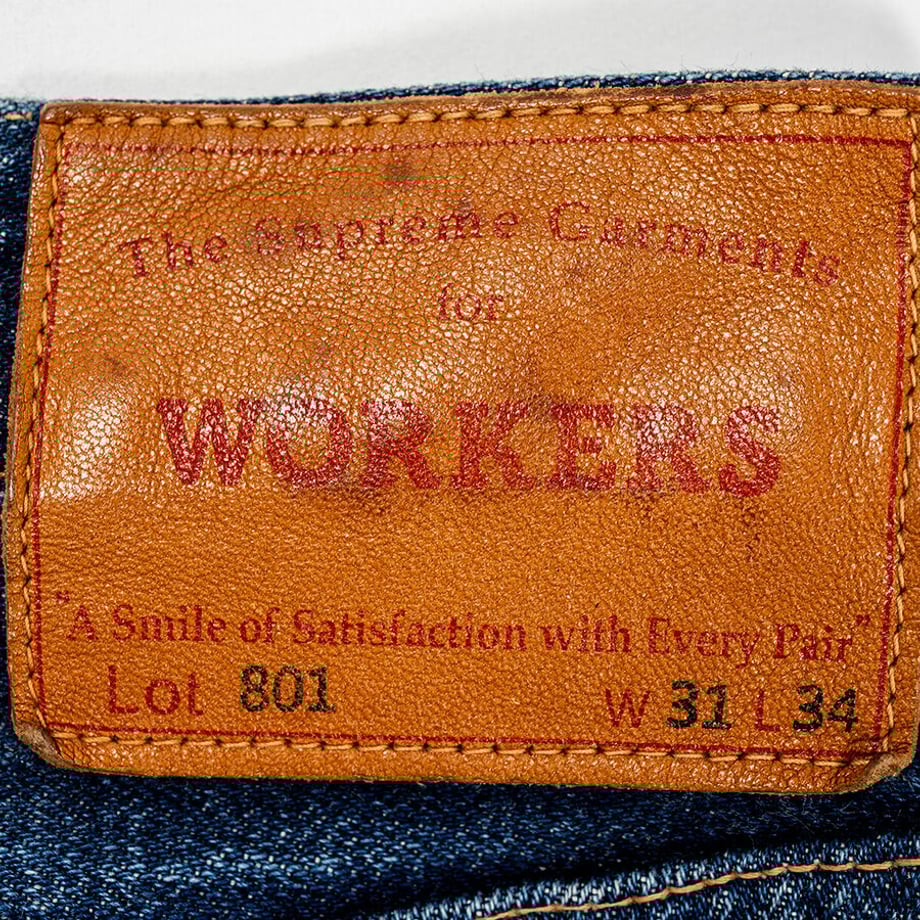 The Supreme Garments
for
WORKERS
"A Smile of Satisfaction with Every Pair"
Lot 801 W 31 L 34